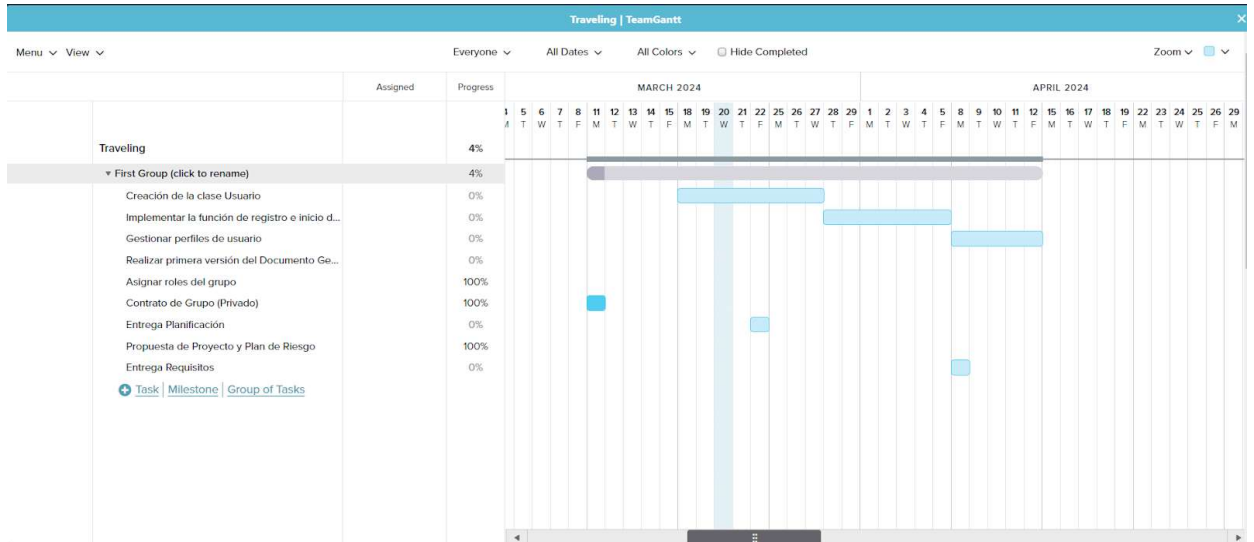 Traveling | TeamGantt
Menu View Everyone All Dates All Colors Hide Completed Zoom
Assigned Progress MARCH 2024 APRIL 2024
4 5 6 7 8 11 12 13 14 15 18 19 20 21 22 25 26 27 28 29 1 2 3 4 5 8 9 10 11 12 15 16 17 18 19 22 23 24 25 26 29
M T W T F M T W T F M T W T F M T W T F M T W T F M T W T F M T W T F M T W T F M
Traveling 4%
First Group (click to rename) 4%
Creación de la clase Usuario 0%
Implementar la función de registro e inicio d... 0%
Gestionar perfiles de usuario 0%
Realizar primera versión del Documento Ge... 0%
Asignar roles del grupo 100%
Contrato de Grupo (Privado) 100%
Entrega Planificación 0%
Propuesta de Proyecto y Plan de Riesgo 100%
Entrega Requisitos 0%
Task | Milestone | Group of Tasks